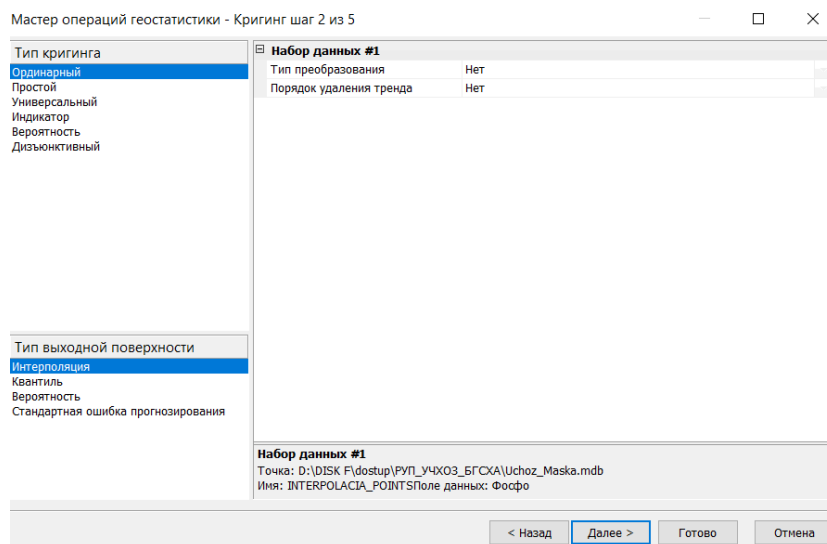 Мастер операций геостатистики - Кригинг шаг 2 из 5
Тип кригинга
Ординарный
Простой
Универсальный
Индикатор
Вероятность
Дизъюнктивный
Тип выходной поверхности
Интерполяция
Квантиль
Вероятность
Стандартная ошибка прогнозирования
Набор данных #1
Тип преобразования Нет
Порядок удаления тренда Нет
Набор данных #1
Точка: D:\DISK F\dostup\РУП_УЧХОЗ_БГСХА\Uchoz_Maska.mdb
Имя: INTERPOLACIA_POINTSПоле данных: Фосфо
< Назад Далее > Готово Отмена